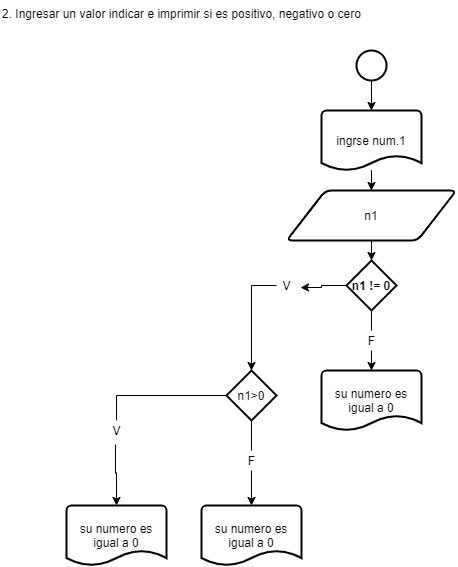 2. Ingresar un valor indicar e imprimir si es positivo, negativo o cero
ingrse num.1
n1
n1 != 0
V
F
su numero es
igual a 0
n1>0
V
F
su numero es
igual a 0
su numero es
igual a 0